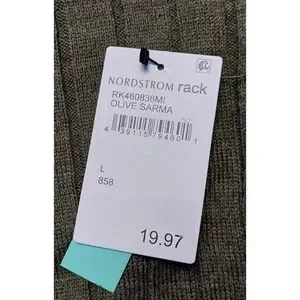 NORDSTROM rack
RK460836MI
OLIVE SARMA
4 39115 79460 1
L
858
19.97